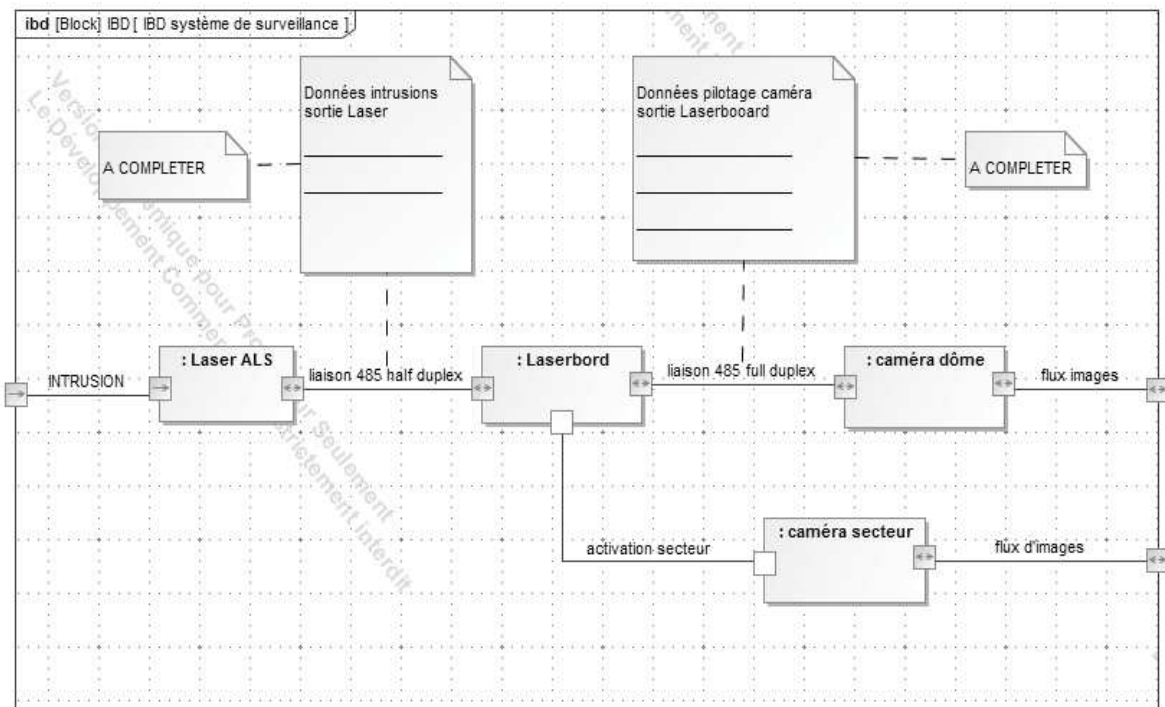 ibd [Block] IBD [ IBD système de surveillance ]
Données intrusions
sortie Laser
Données pilotage caméra
sortie Laserbooard
A COMPLETER
A COMPLETER
: Laser ALS
: Laserbord
: caméra dôme
INTRUSION
liaison 485 half duplex
liaison 485 full duplex
flux images
: caméra secteur
activation secteur
flux d'images